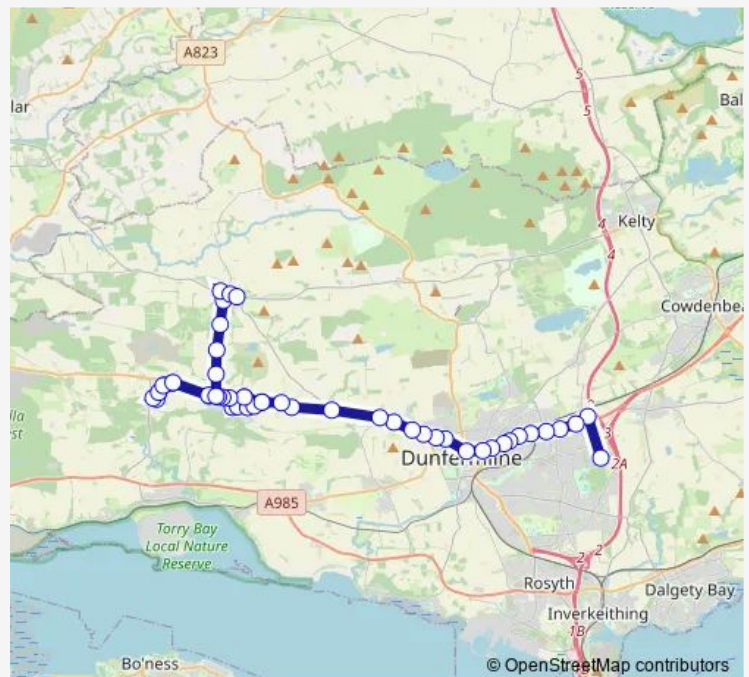 A823
lar
Bal
5
5
Kelty
4
4
Cowdenbea
lla
est
3
Dunfermline
2A
A985
Torry Bay
Local Nature
Reserve
2
2
Rosyth
Dalgety Bay
Inverkeithing
1B
Bo'ness
© OpenStreetMap contributors